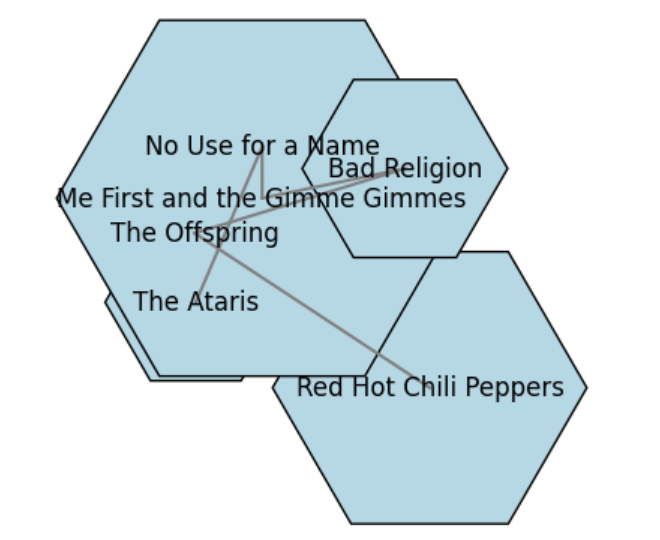 No Use for a Name
Bad Religion
Me First and the Gimme Gimmes
The Offspring
The Ataris
Red Hot Chili Peppers